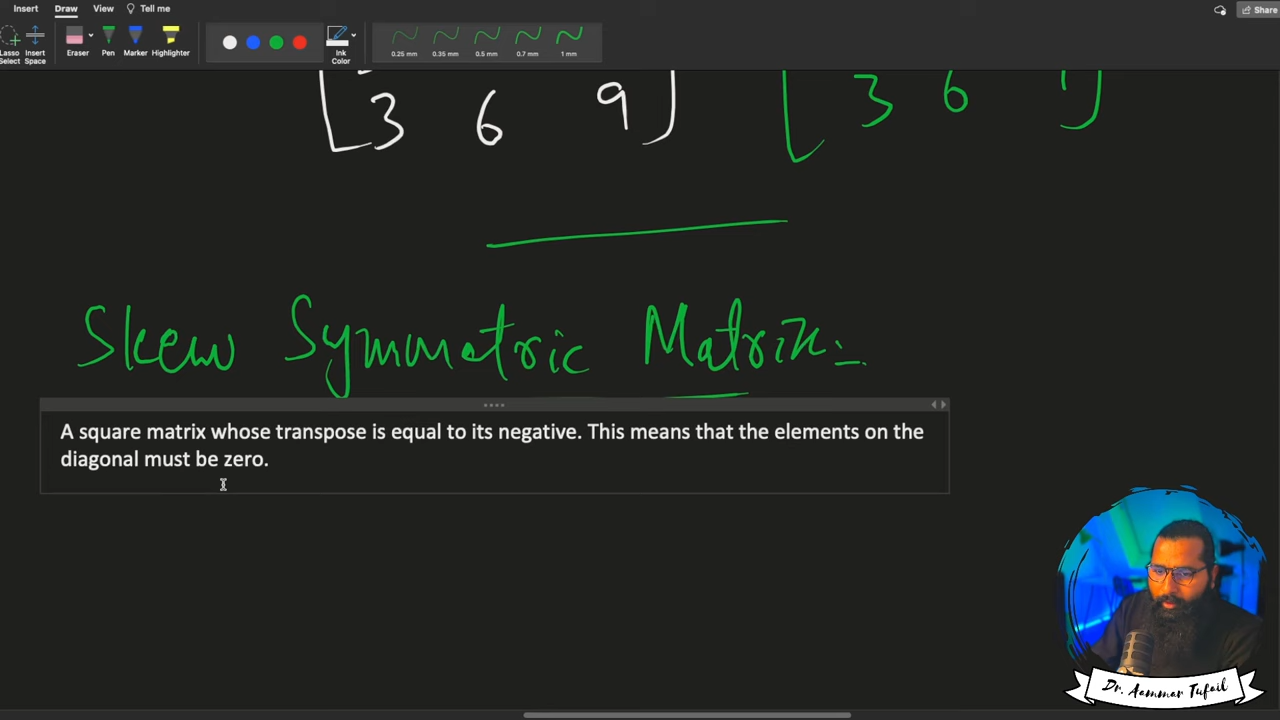 Insert Draw View Tell me Share
Lasso Select Insert Space Eraser Pen Marker Highlighter Ink Color 0.25 mm 0.35 mm 0.5 mm 0.7 mm 1 mm
3 6 9 3 6
Skew Symmetric Matrix:
A square matrix whose transpose is equal to its negative. This means that the elements on the
diagonal must be zero.
Dr. Aammar Tufail